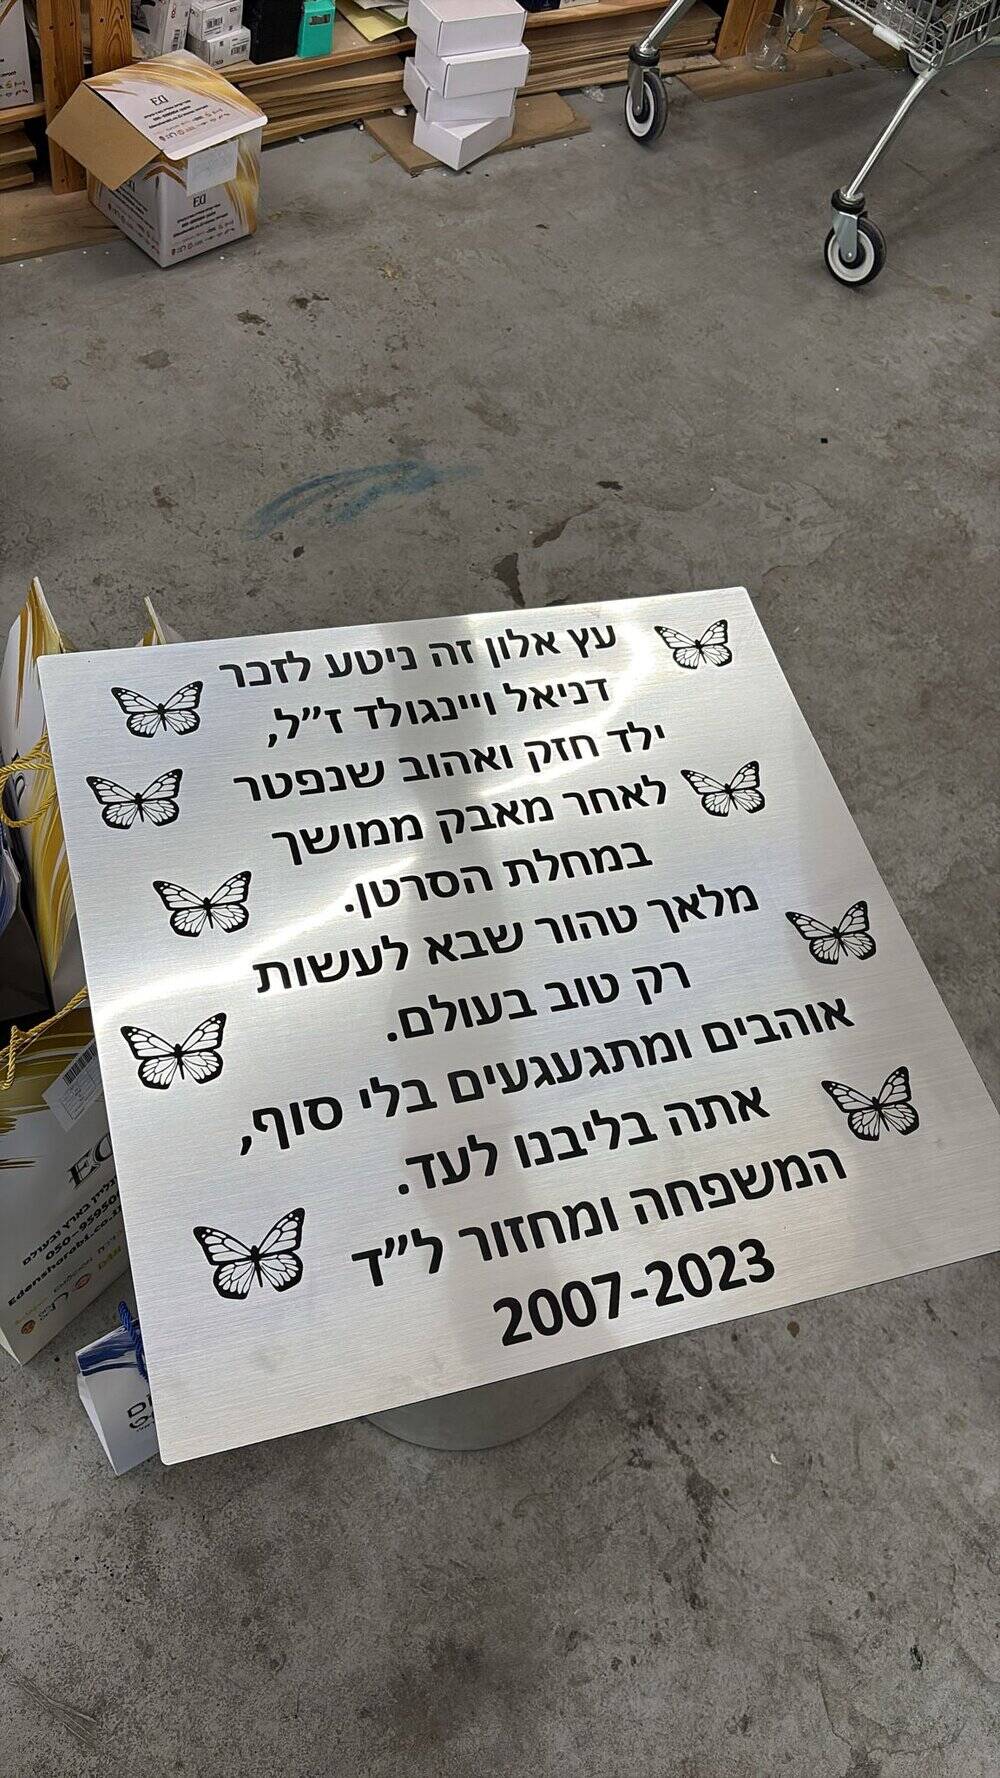 עץ אלון זה ניטע לזכר
דניאל ויינגולד ז"ל,
ילד חזק ואהוב שנפטר
לאחר מאבק ממושך
במחלת הסרטן.
מלאך טהור שבא לעשות
רק טוב בעולם.
אוהבים ומתגעגעים בלי סוף,
אתה בליבנו לעד.
המשפחה ומחזור ל"ד
2007-2023
ED